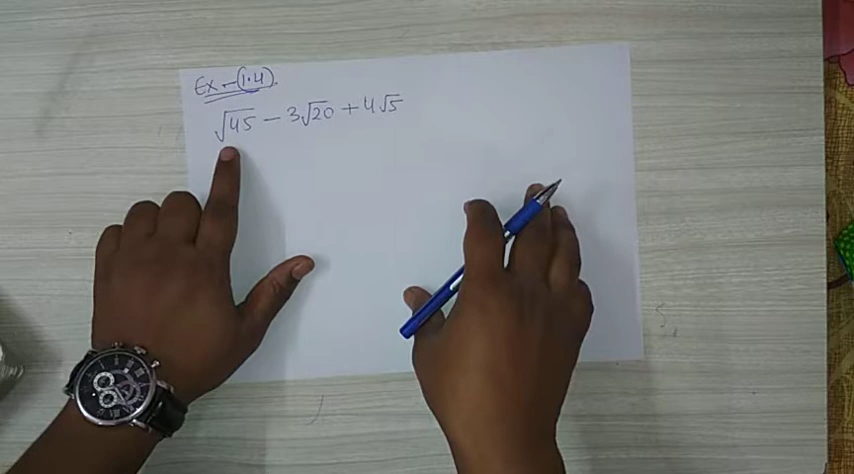 Ex - (1.4).
√45 - 3√20 + 4√5